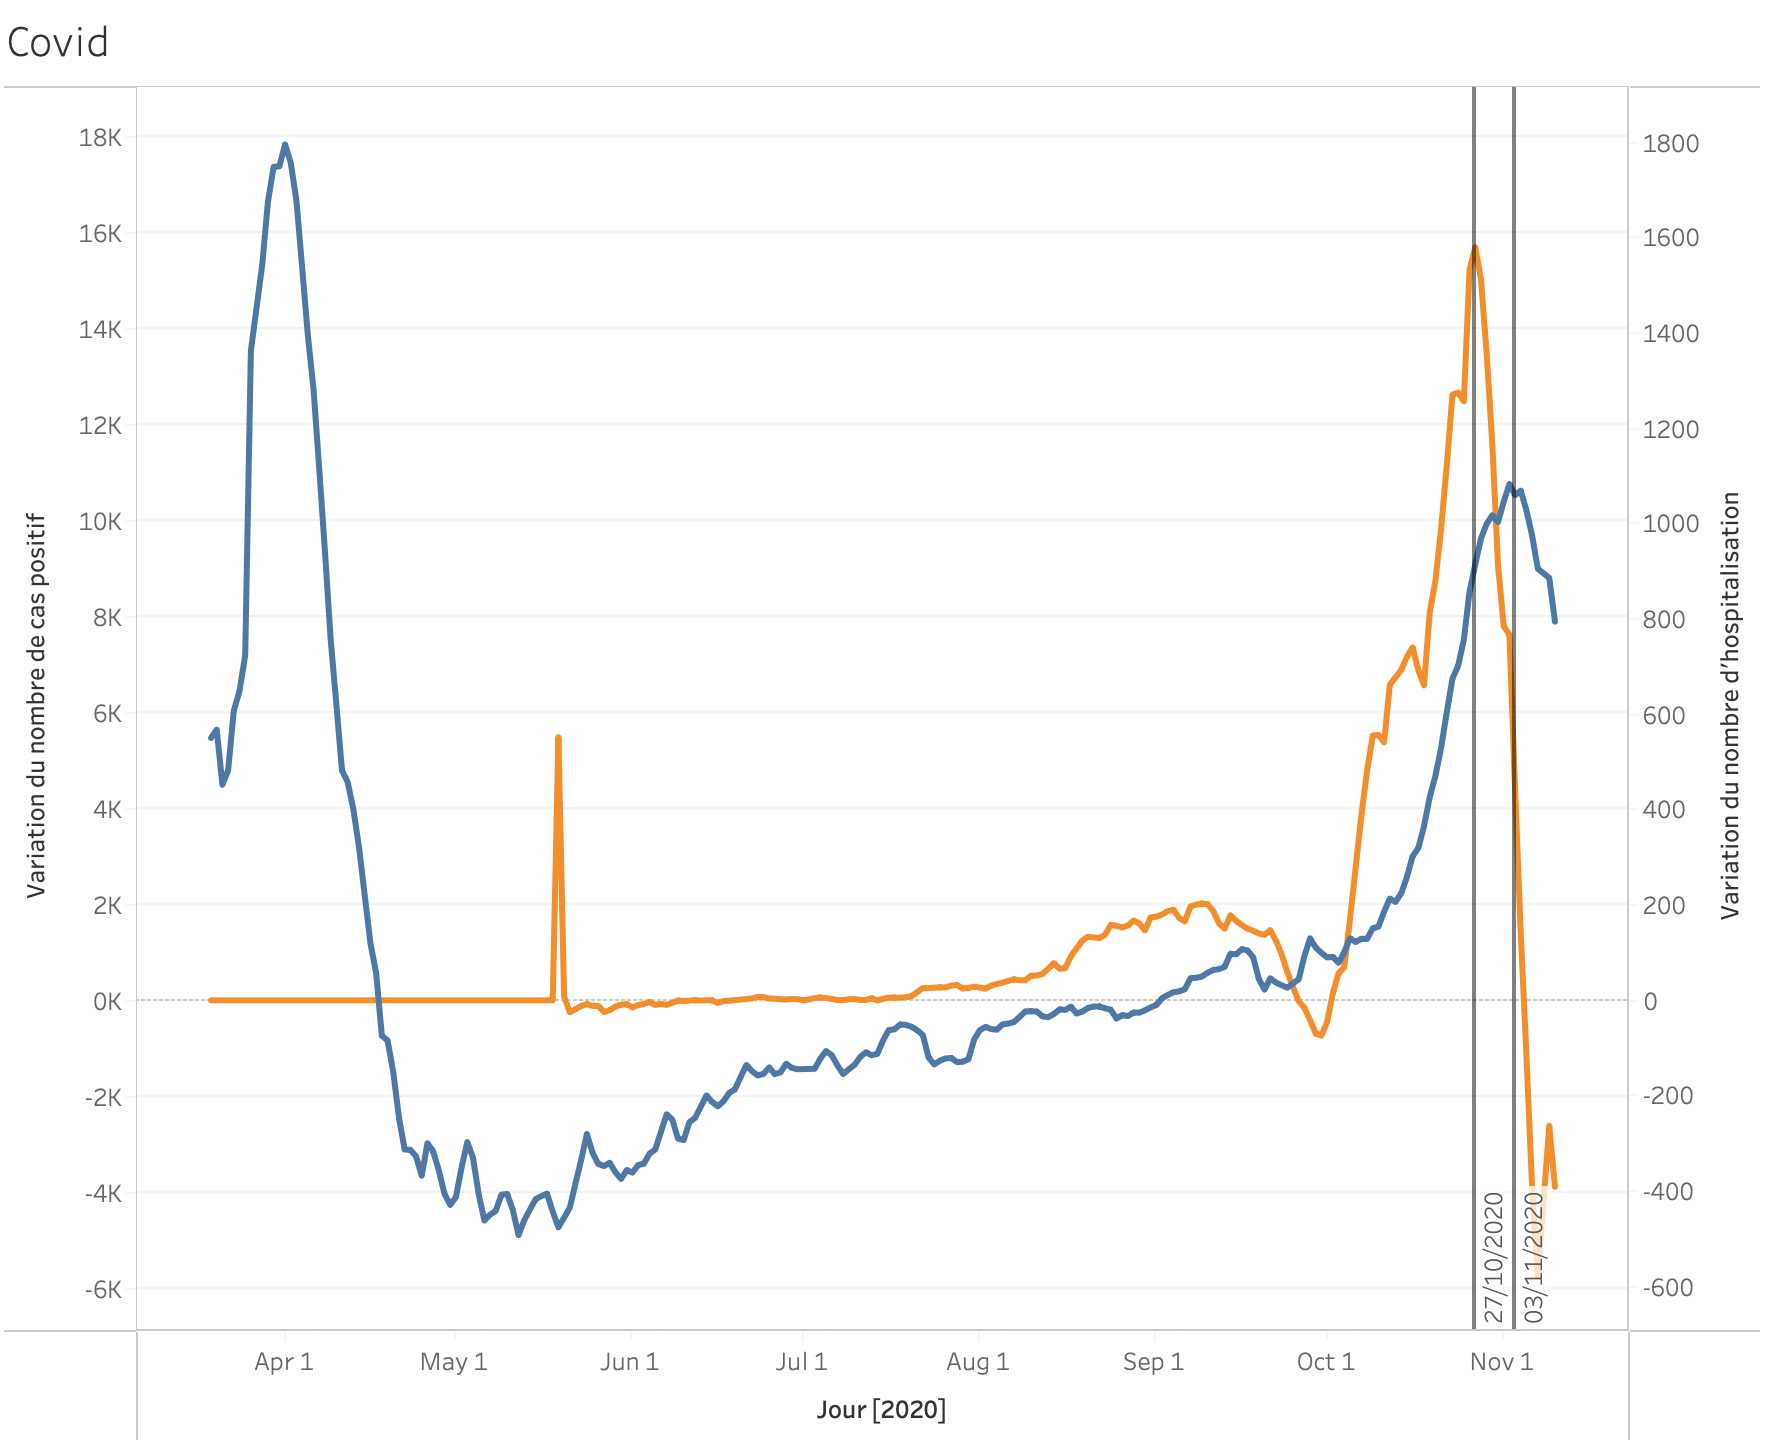 Covid
18K
16K
14K
12K
10K
8K
6K
4K
2K
0K
-2K
-4K
-6K
Variation du nombre de cas positif
1800
1600
1400
1200
1000
800
600
400
200
0
-200
-400
-600
Variation du nombre d'hospitalisation
27/10/2020
03/11/2020
Apr 1
May 1
Jun 1
Jul 1
Aug 1
Sep 1
Oct 1
Nov 1
Jour [2020]